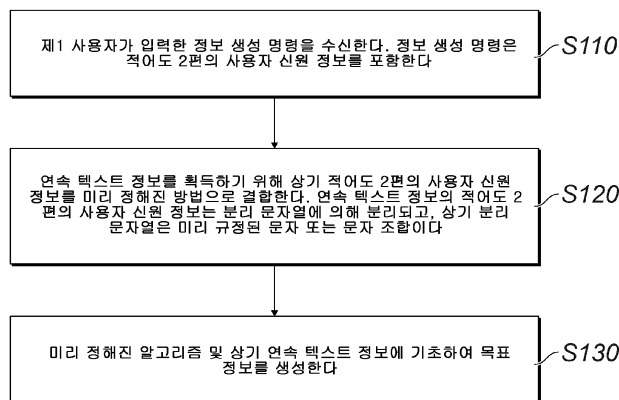 제1 사용자가 입력한 정보 생성 명령을 수신한다. 정보 생성 명령은
적어도 2편의 사용자 신원 정보를 포함한다
S110
연속 텍스트 정보를 획득하기 위해 상기 적어도 2편의 사용자 신원
정보를 미리 정해진 방법으로 결합한다. 연속 텍스트 정보의 적어도 2
편의 사용자 신원 정보는 분리 문자열에 의해 분리되고, 상기 분리
문자열은 미리 규정된 문자 또는 문자 조합이다
S120
미리 정해진 알고리즘 및 상기 연속 텍스트 정보에 기초하여 목표
정보를 생성한다
S130